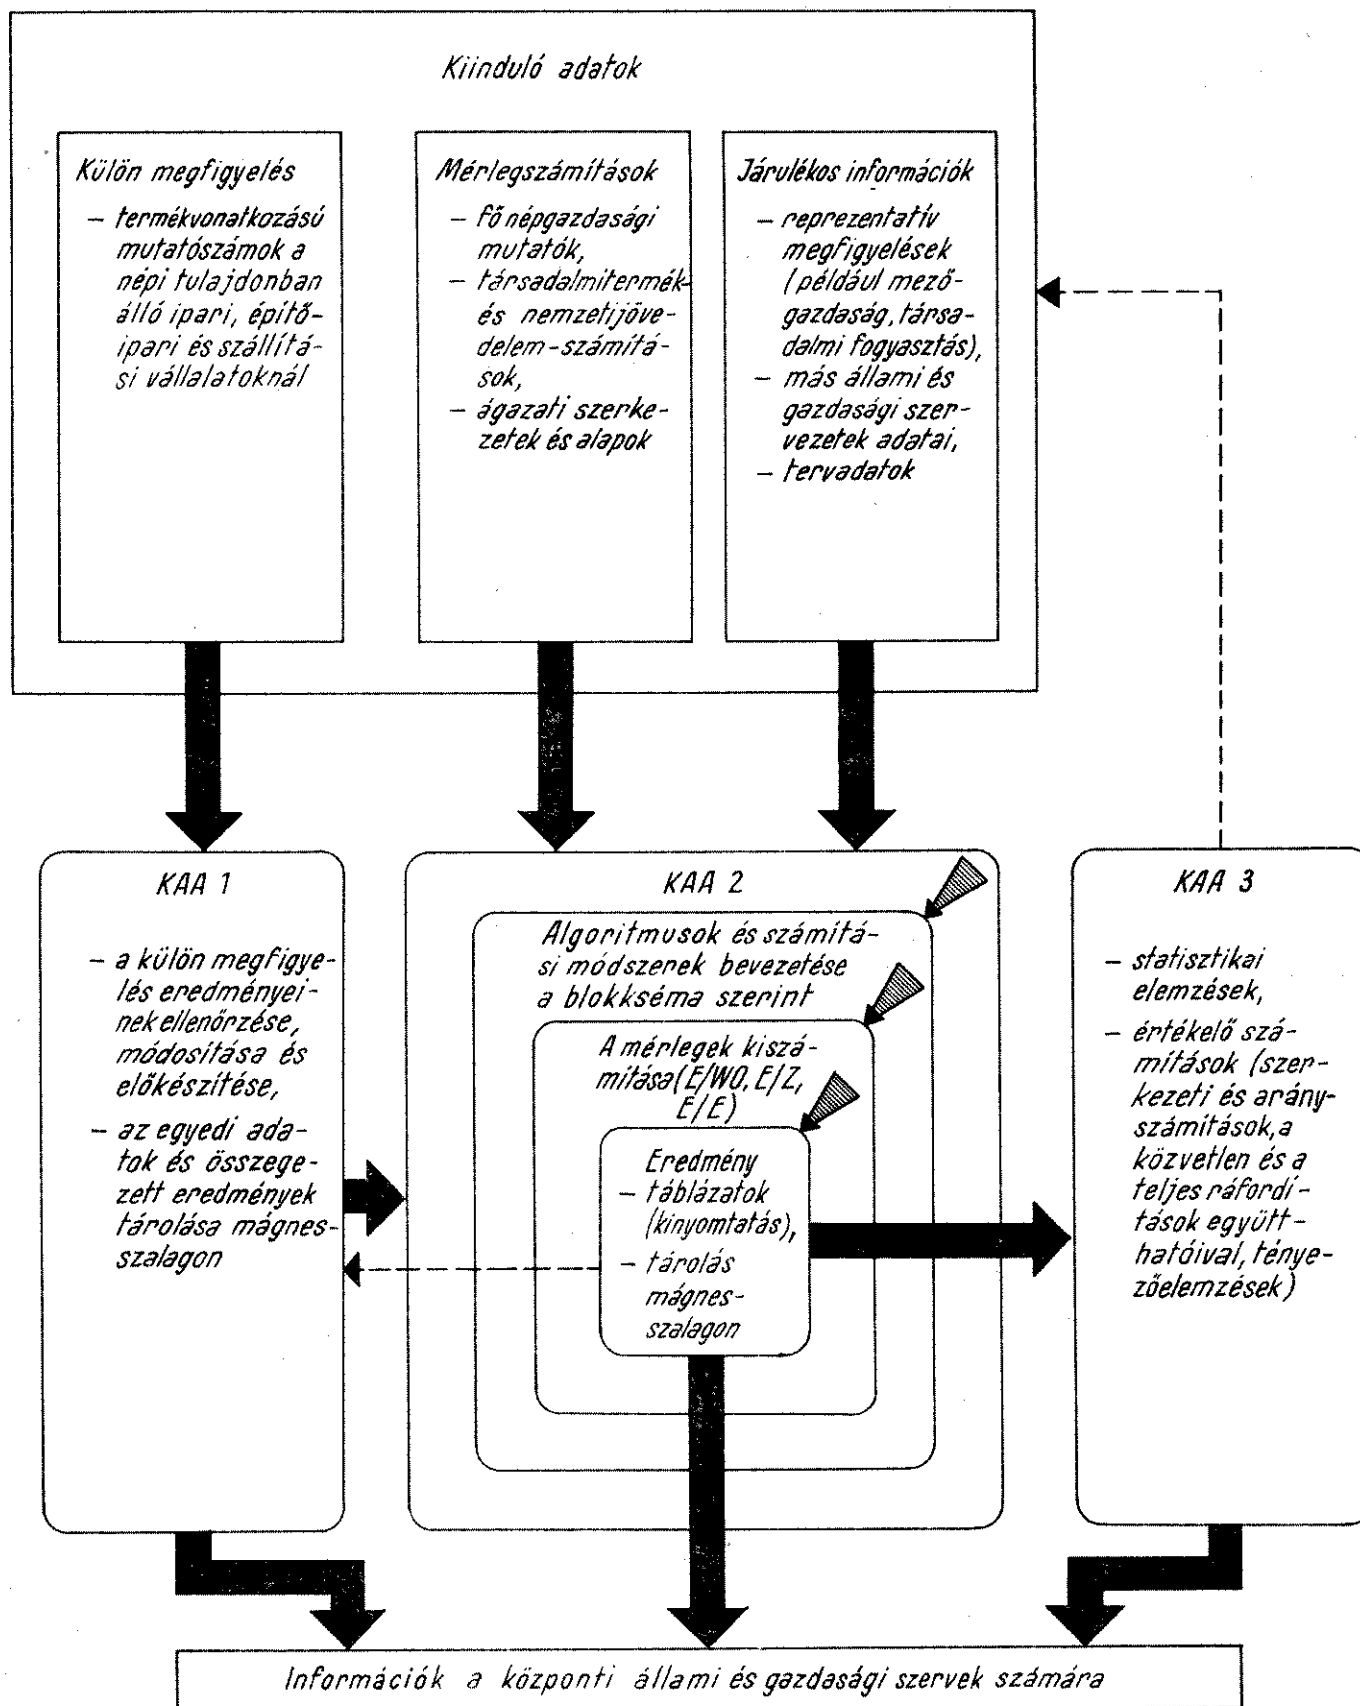 Kiinduló adatok
Külön megfigyelés
– termékvonatkozású
mutatószámok a
népi tulajdonban
álló ipari, építő-
ipari és szállítá-
si vállalatoknál
Mérlegszámítások
– fő népgazdasági
mutatók,
– társadalmitermék-
és nemzetijöve-
delem-számítá-
sok,
– ágazati szerke-
zetek és alapok
Járulékos információk
– reprezentatív
megfigyelések
(például mező-
gazdaság, társa-
dalmi fogyasztás),
– más állami és
gazdasági szer-
vezetek adatai,
– tervadatok
KAA 1
– a külön megfigye-
lés eredményei-
nek ellenőrzése,
módosítása és
előkészítése,
– az egyedi ada-
tok és összege-
zett eredmények
tárolása mágnes-
szalagon
KAA 2
Algoritmusok és számítá-
si módszerek bevezetése
a blokkséma szerint
A mérlegek kiszá-
mítása (E/WO, E/Z,
E/E)
Eredmény
– táblázatok
(kinyomtatás),
– tárolás
mágnes-
szalagon
KAA 3
– statisztikai
elemzések,
– értékelő szá-
mítások (szer-
kezeti és arány-
számítások, a
közvetlen és a
teljes ráfordí-
tások együtt-
hatóival, ténye-
zőelemzések)
Információk a központi állami és gazdasági szervek számára